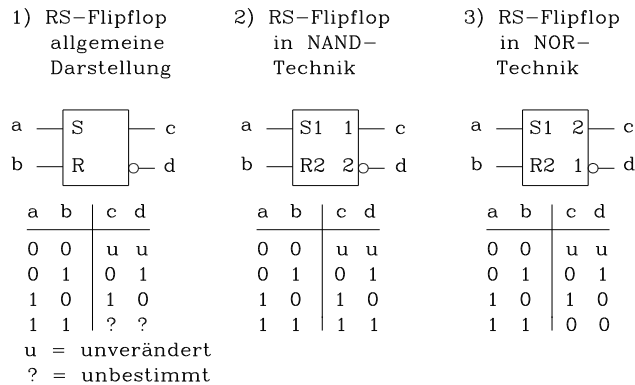 1) RS-Flipflop allgemeine Darstellung
2) RS-Flipflop in NAND-Technik
3) RS-Flipflop in NOR-Technik
a S c
b R d
a S1 1 c
b R2 2 d
a S1 2 c
b R2 1 d
a b c d
0 0 u u
0 1 0 1
1 0 1 0
1 1 ? ?
a b c d
0 0 u u
0 1 0 1
1 0 1 0
1 1 1 1
a b c d
0 0 u u
0 1 0 1
1 0 1 0
1 1 0 0
u = unverändert
? = unbestimmt